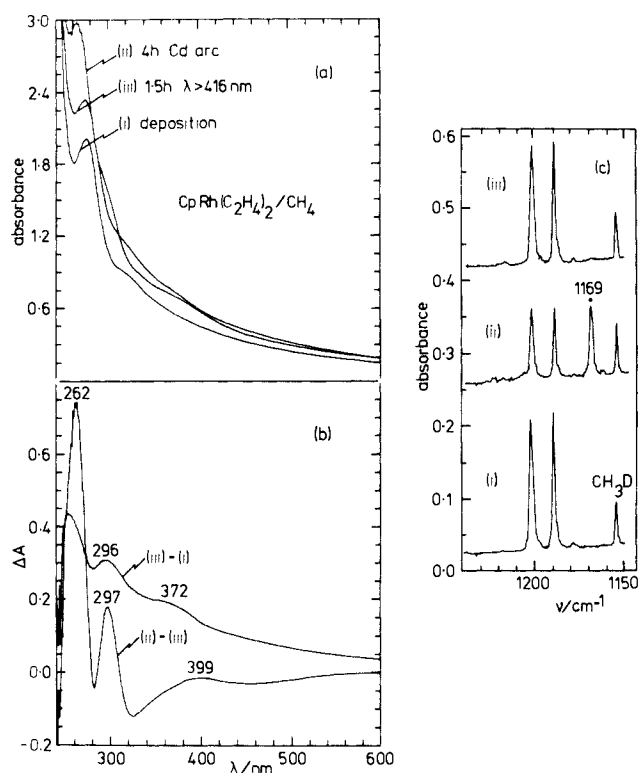 3·0
(ii) 4h Cd arc
(a)
2·4
(iii) 1·5h λ>416nm
(i) deposition
1·8
CpRh(C₂H₄)₂/CH₄
absorbance
1·2
0·6
262
(b)
0·6
0·4
296
(iii)-(i)
ΔA
372
0·2
297
(ii)-(iii)
399
0·0
-0·2
300 400 500 600
λ/nm
0·6
(iii)
(c)
0·5
0·4
1169
absorbance
0·3
(ii)
0·2
CH₃D
0·1
(i)
0·0
1200 1150
ν/cm⁻¹